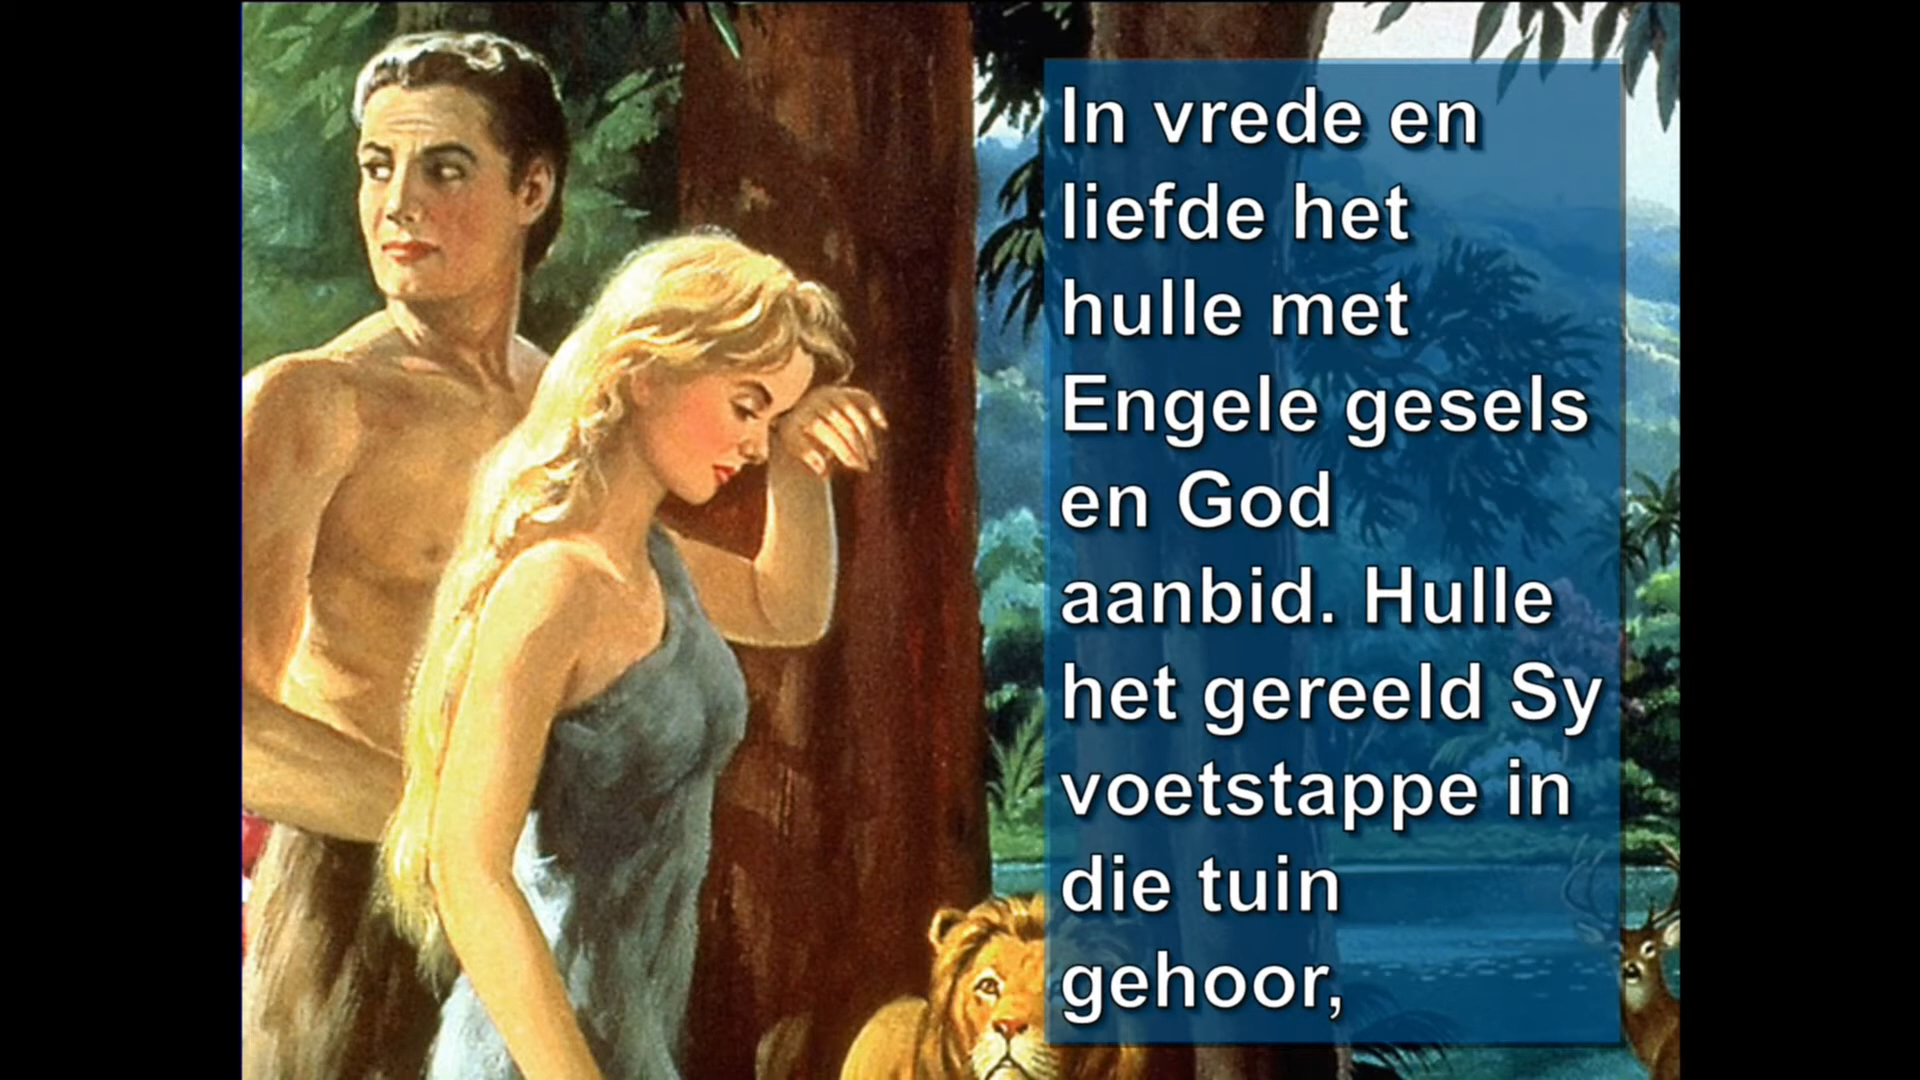 In vrede en
liefde het
hulle met
Engele gesels
en God
aanbid. Hulle
het gereeld Sy
voetstappe in
die tuin
gehoor,